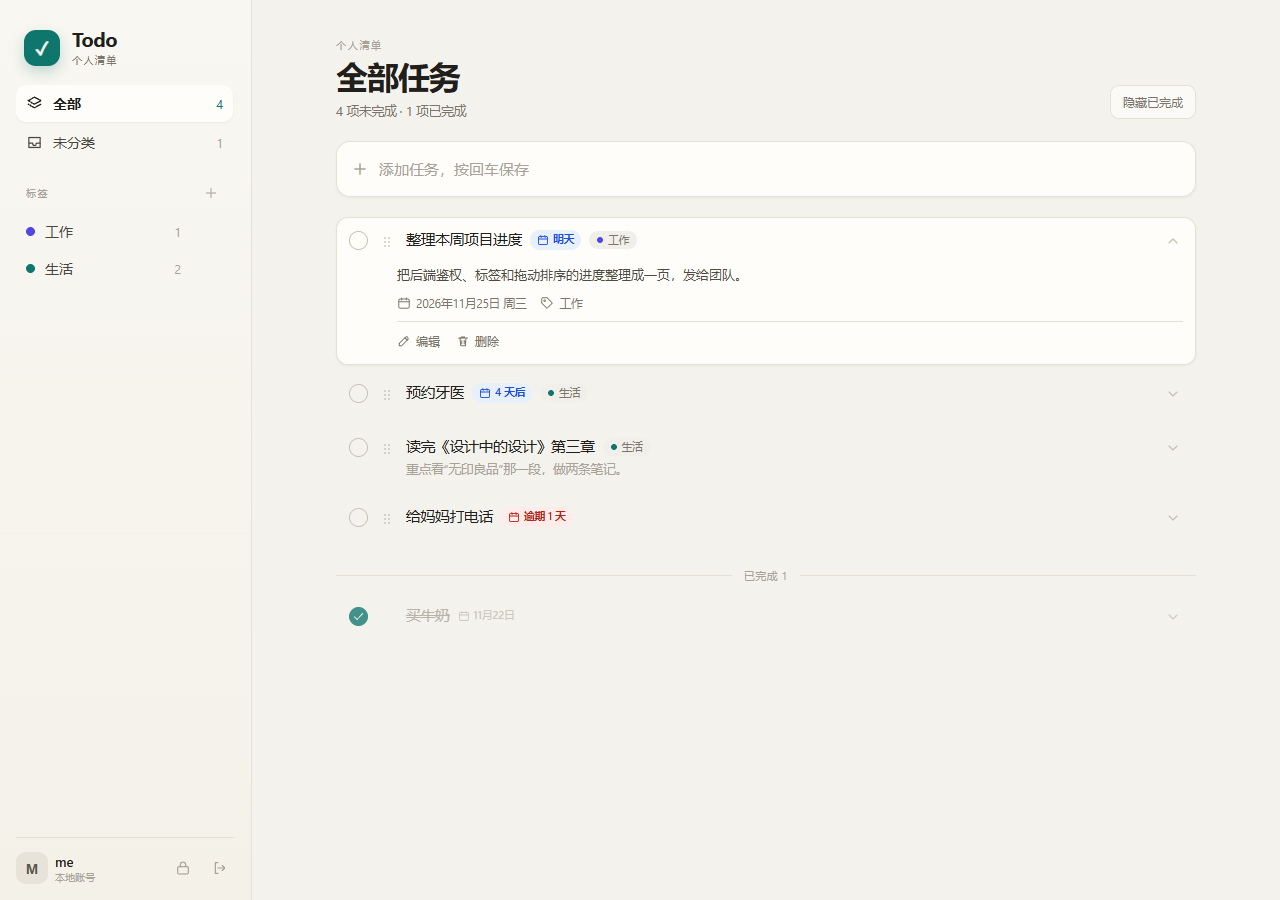 Todo
个人清单
全部 4
未分类 1
标签
工作 1
生活 2
M
me
本地账号
个人清单
全部任务
4 项未完成 · 1 项已完成
隐藏已完成
添加任务，按回车保存
整理本周项目进度 明天 工作
把后端鉴权、标签和拖动排序的进度整理成一页，发给团队。
2026年11月25日 周三 工作
编辑 删除
预约牙医 4 天后 生活
读完《设计中的设计》第三章 生活
重点看“无印良品”那一段，做两条笔记。
给妈妈打电话 逾期 1 天
已完成 1
买牛奶 11月22日